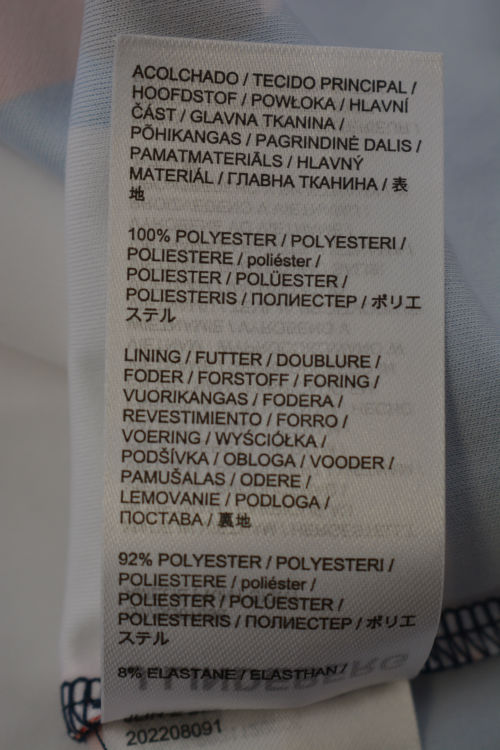 ACOLCHADO / TECIDO PRINCIPAL /
HOOFDSTOF / POWŁOKA / HLAVNÍ
ČÁST / GLAVNA TKANINA /
PÕHIKANGAS / PAGRINDINĖ DALIS /
PAMATMATERIĀLS / HLAVNÝ
MATERIÁL / ГЛАВНА ТКАНИНА / 表
地
100% POLYESTER / POLYESTERI /
POLIESTERE / poliéster /
POLIESTER / POLÜESTER /
POLIESTERIS / ПОЛИЕСТЕР / ポリエ
ステル
LINING / FUTTER / DOUBLURE /
FODER / FORSTOFF / FORING /
VUORIKANGAS / FODERA /
REVESTIMIENTO / FORRO /
VOERING / WYŚCIÓŁKA /
PODŠÍVKA / OBLOGA / VOODER /
PAMUŠALAS / ODERE /
LEMOVANIE / PODLOGA /
ПОСТАВА / 裏地
92% POLYESTER / POLYESTERI /
POLIESTERE / poliéster /
POLIESTER / POLÜESTER /
POLIESTERIS / ПОЛИЕСТЕР / ポリエ
ステル
8% ELASTANE / ELASTHAN /
202208091